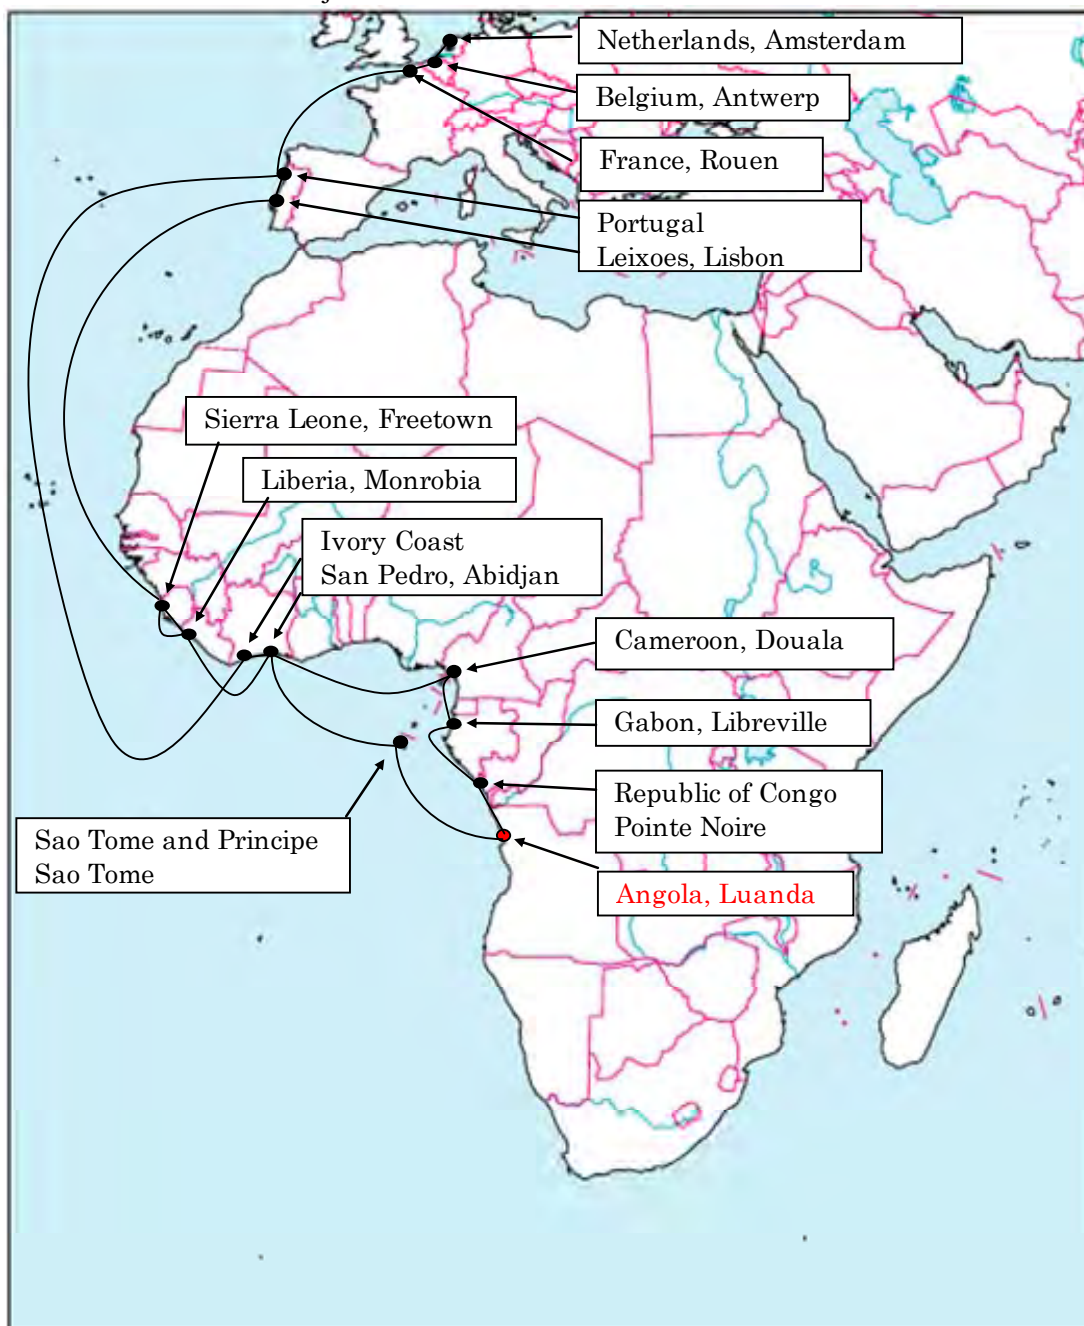 Netherlands, Amsterdam
Belgium, Antwerp
France, Rouen
Portugal
Leixoes, Lisbon
Sierra Leone, Freetown
Liberia, Monrobia
Ivory Coast
San Pedro, Abidjan
Cameroon, Douala
Gabon, Libreville
Republic of Congo
Pointe Noire
Sao Tome and Principe
Sao Tome
Angola, Luanda